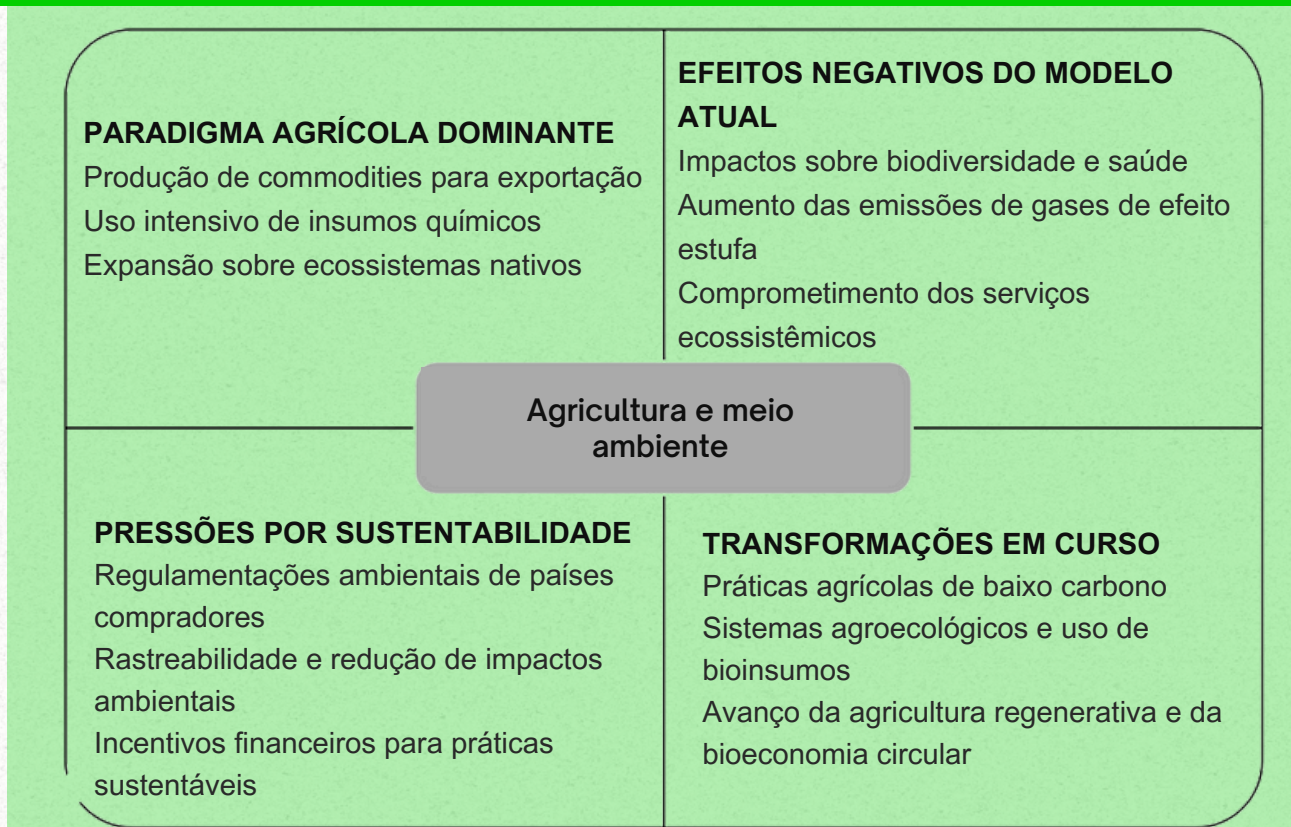 PARADIGMA AGRÍCOLA DOMINANTE
Produção de commodities para exportação
Uso intensivo de insumos químicos
Expansão sobre ecossistemas nativos
EFEITOS NEGATIVOS DO MODELO
ATUAL
Impactos sobre biodiversidade e saúde
Aumento das emissões de gases de efeito
estufa
Comprometimento dos serviços
ecossistêmicos
Agricultura e meio
ambiente
PRESSÕES POR SUSTENTABILIDADE
Regulamentações ambientais de países
compradores
Rastreabilidade e redução de impactos
ambientais
Incentivos financeiros para práticas
sustentáveis
TRANSFORMAÇÕES EM CURSO
Práticas agrícolas de baixo carbono
Sistemas agroecológicos e uso de
bioinsumos
Avanço da agricultura regenerativa e da
bioeconomia circular